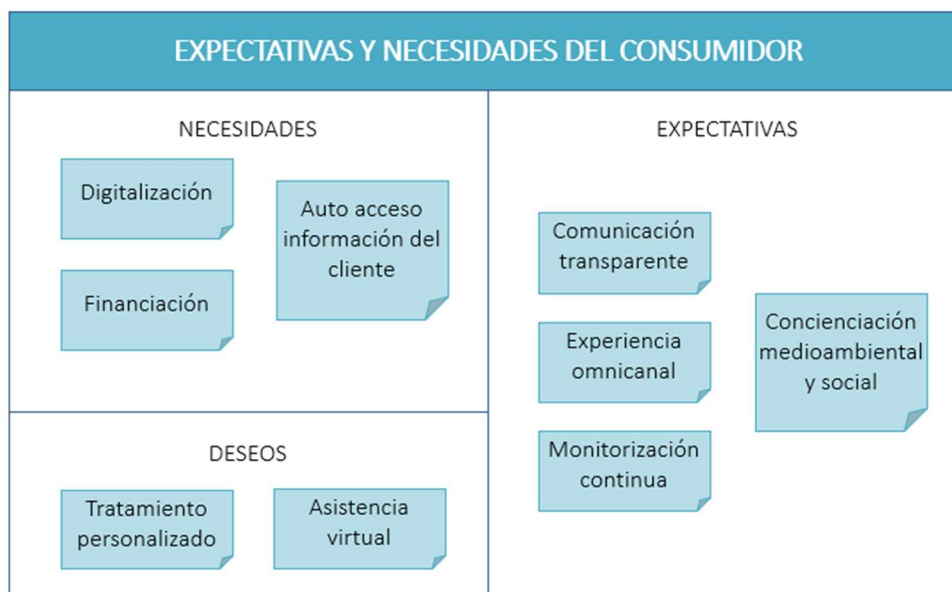 EXPECTATIVAS Y NECESIDADES DEL CONSUMIDOR
NECESIDADES
Digitalización
Auto acceso
información del
cliente
Financiación
DESEOS
Tratamiento
personalizado
Asistencia
virtual
EXPECTATIVAS
Comunicación
transparente
Experiencia
omnicanal
Monitorización
continua
Concienciación
medioambiental
y social